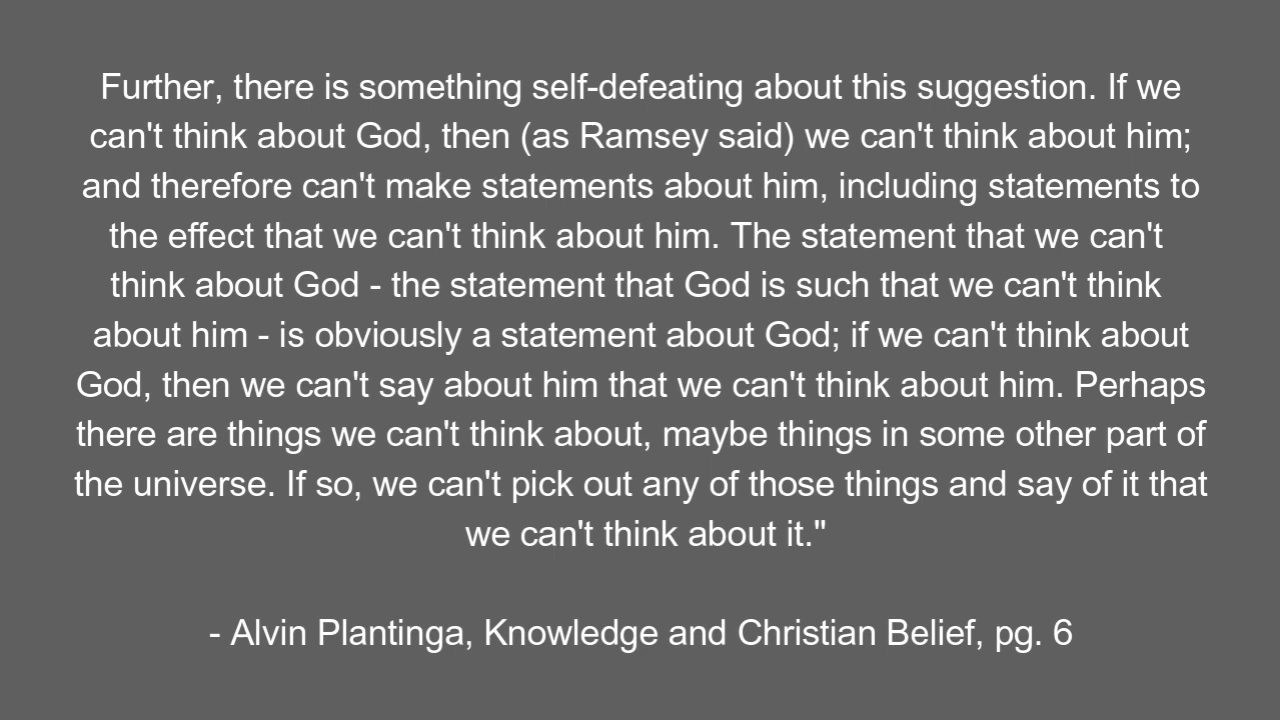 Further, there is something self-defeating about this suggestion. If we
can't think about God, then (as Ramsey said) we can't think about him;
and therefore can't make statements about him, including statements to
the effect that we can't think about him. The statement that we can't
think about God - the statement that God is such that we can't think
about him - is obviously a statement about God; if we can't think about
God, then we can't say about him that we can't think about him. Perhaps
there are things we can't think about, maybe things in some other part of
the universe. If so, we can't pick out any of those things and say of it that
we can't think about it."
- Alvin Plantinga, Knowledge and Christian Belief, pg. 6